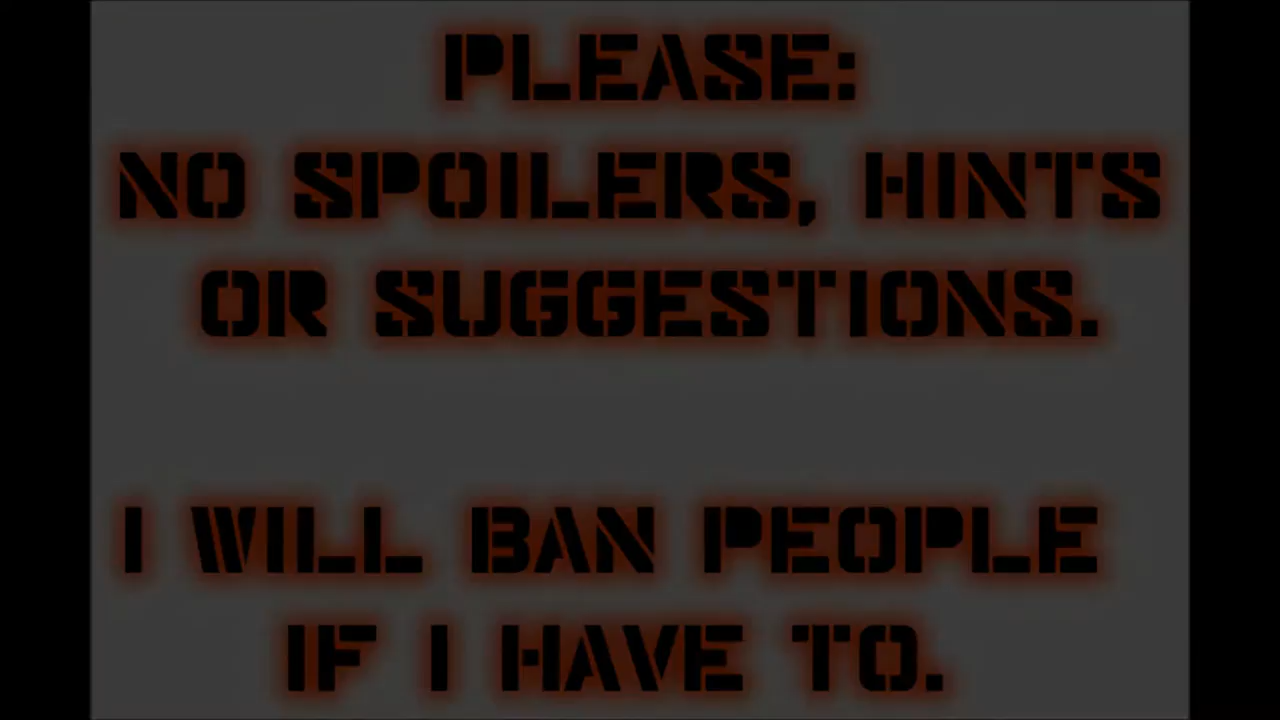 PLEASE:
NO SPOILERS, HINTS
OR SUGGESTIONS.
I WILL BAN PEOPLE
IF I HAVE TO.